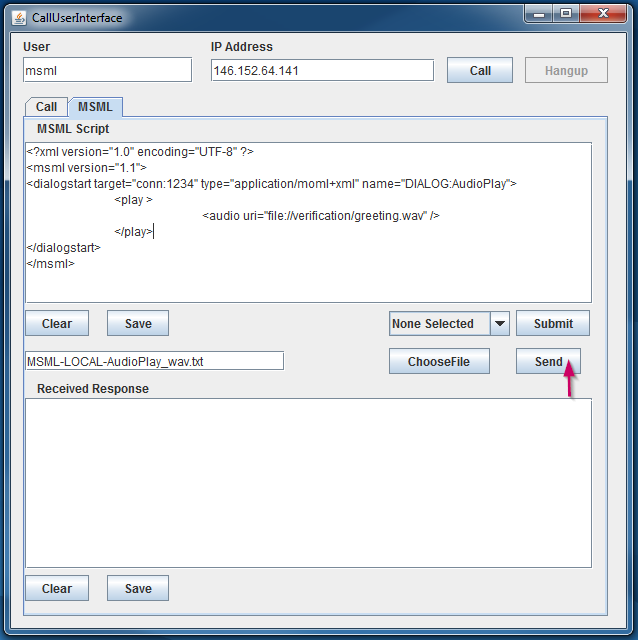 CallUserInterface
User
IP Address
msml
146.152.64.141
Call
Hangup
Call
MSML
MSML Script
<?xml version="1.0" encoding="UTF-8" ?>
<msml version="1.1">
<dialogstart target="conn:1234" type="application/moml+xml" name="DIALOG:AudioPlay">
<play >
<audio uri="file://verification/greeting.wav" />
</play>
</dialogstart>
</msml>
Clear
Save
None Selected
Submit
MSML-LOCAL-AudioPlay_wav.txt
ChooseFile
Send
Received Response
Clear
Save